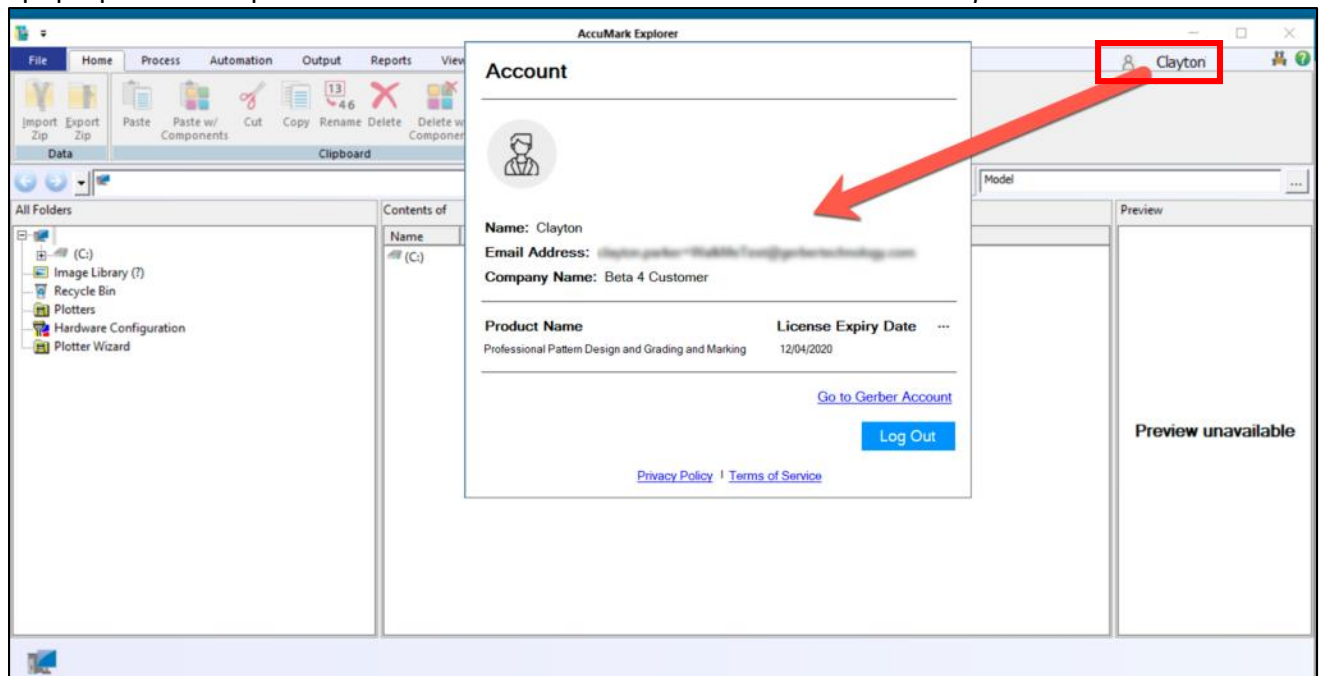 AccuMark Explorer
File Home Process Automation Output Reports View
Clayton
Import Zip
Export Zip
Paste
Paste w/ Components
Cut
Copy
Rename
Delete
Delete w
Componer
13
46
Data
Clipboard
Model
...
All Folders
Contents of
Preview
(C:)
Image Library (?)
Recycle Bin
Plotters
Hardware Configuration
Plotter Wizard
Name
(C:)
Account
Name: Clayton
Email Address:
Company Name: Beta 4 Customer
Product Name License Expiry Date ...
Professional Pattern Design and Grading and Marking 12/04/2020
Go to Gerber Account
Log Out
Privacy Policy | Terms of Service
Preview unavailable